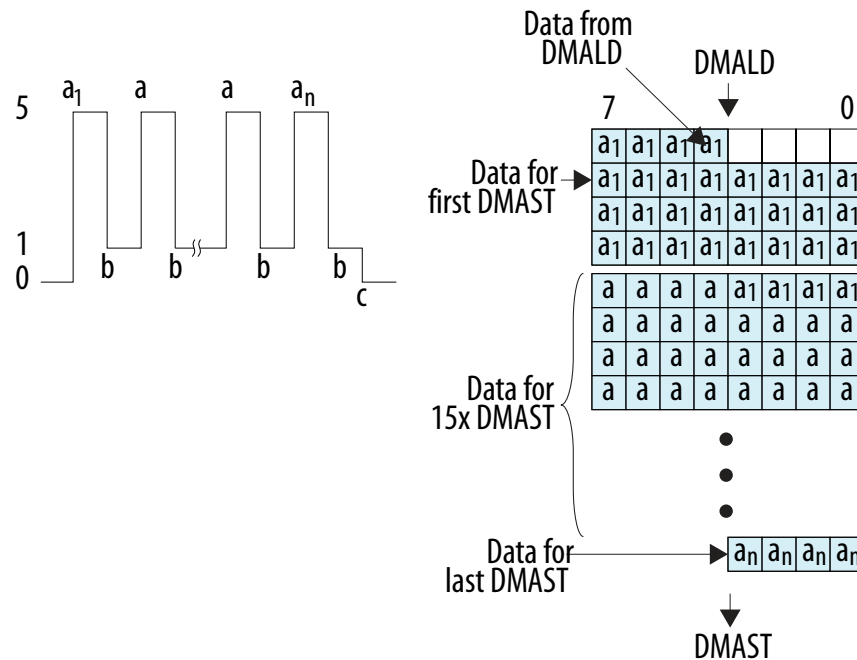 a1 a a an
5
1
0
b b b b
c
Data from
DMALD
DMALD
7 0
a1 a1 a1 a1
Data for
first DMAST
a1 a1 a1 a1 a1 a1 a1 a1
a1 a1 a1 a1 a1 a1 a1 a1
a1 a1 a1 a1 a1 a1 a1 a1
a a a a a1 a1 a1 a1
a a a a a a a a
a a a a a a a a
a a a a a a a a
Data for
15x DMAST
Data for
last DMAST
an an an an
DMAST